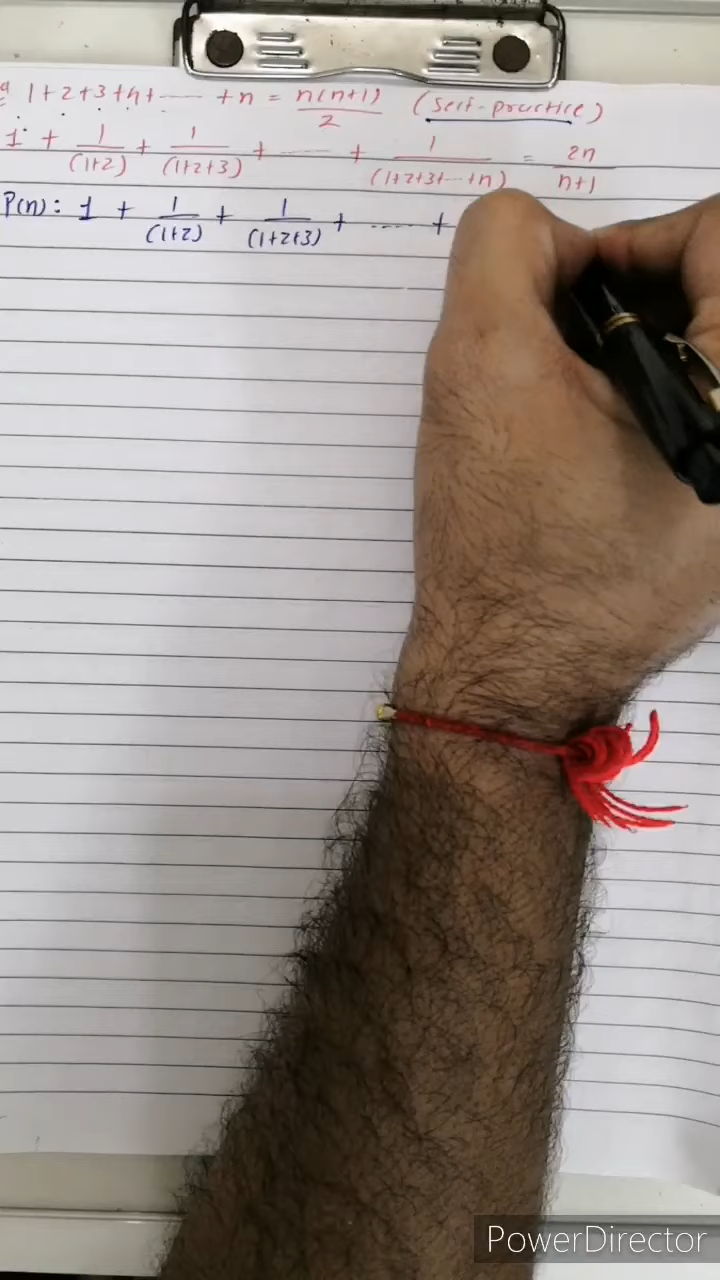 1+2+3+4+ ----- +n = n(n+1)/2 (Self-practice)
1 + 1/(1+2) + 1/(1+2+3) + ------ + 1/(1+2+3+---+n) = 2n/n+1
P(n): 1 + 1/(1+2) + 1/(1+2+3) + ----- +
PowerDirector